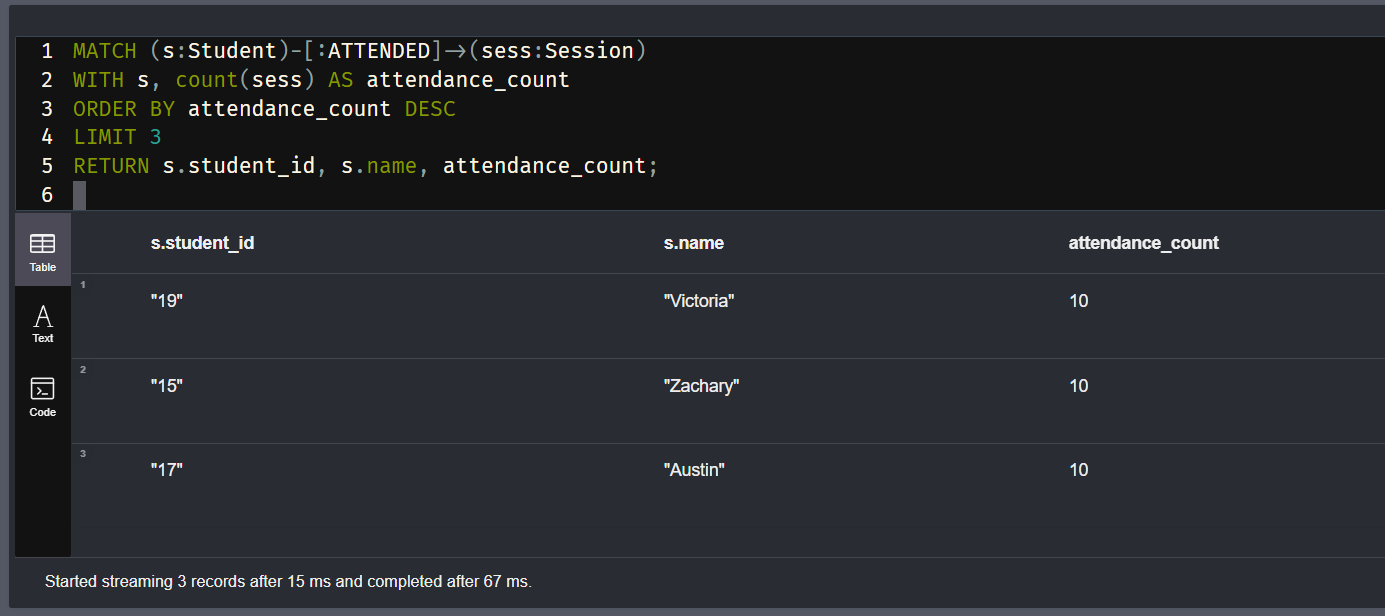 1 MATCH (s:Student)-[:ATTENDED]->(sess:Session)
2 WITH s, count(sess) AS attendance_count
3 ORDER BY attendance_count DESC
4 LIMIT 3
5 RETURN s.student_id, s.name, attendance_count;
6
Table
Text
Code
s.student_id s.name attendance_count
1 "19" "Victoria" 10
2 "15" "Zachary" 10
3 "17" "Austin" 10
Started streaming 3 records after 15 ms and completed after 67 ms.